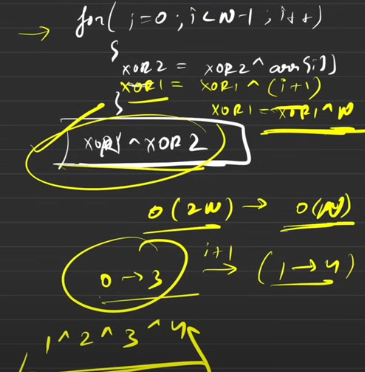 → for( i=0 ; i<N-1 ; i++)
{
xor2 = xor2 ^ arr[i]
xor1 = xor1 ^ (i+1)
}
xor1 = xor1 ^ N
xor1 ^ xor2
O(2N) → O(N)
0 → 3 i+1 → (1 → 4)
1 ^ 2 ^ 3 ^ 4